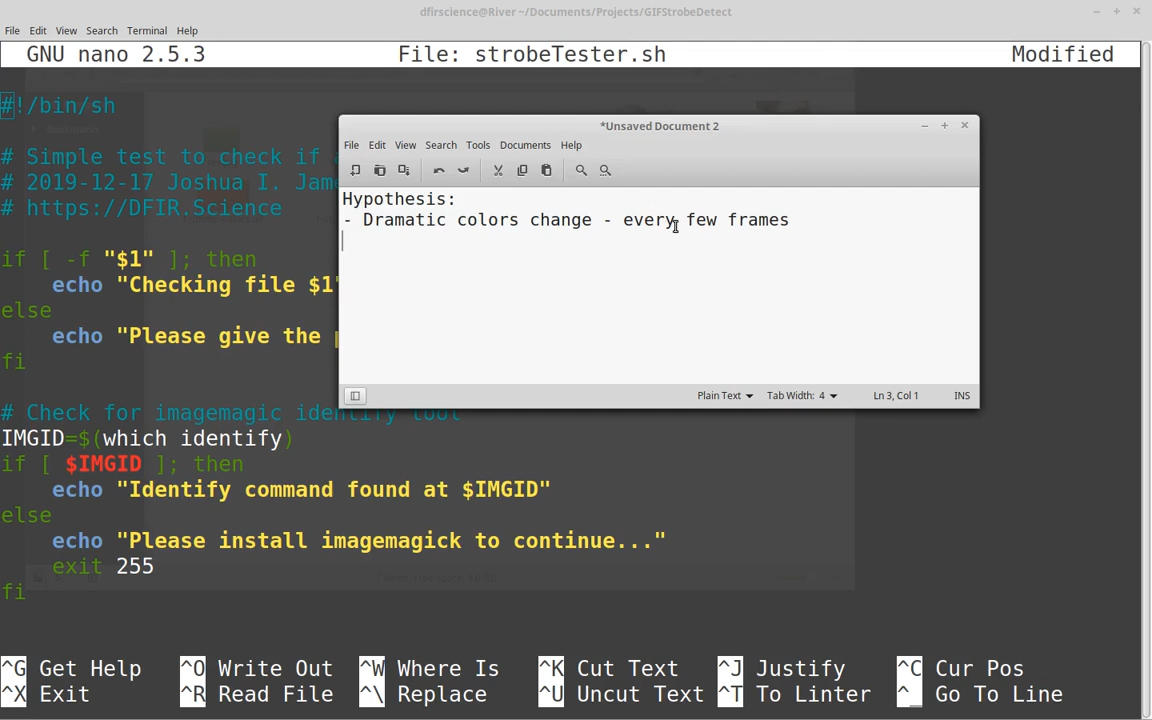 dfirscience@River ~/Documents/Projects/GIFStrobeDetect
File Edit View Search Terminal Help
GNU nano 2.5.3 File: strobeTester.sh Modified
#!/bin/sh
# Simple test to check if
# 2019-12-17 Joshua I. Jam
# https://DFIR.Science
if [ -f "$1" ]; then
echo "Checking file $1
else
echo "Please give the
fi
# Check for imagemagic identify tool
IMGID=$(which identify)
if [ $IMGID ]; then
echo "Identify command found at $IMGID"
else
echo "Please install imagemagick to continue..."
exit 255
fi
^G Get Help ^O Write Out ^W Where Is ^K Cut Text ^J Justify ^C Cur Pos
^X Exit ^R Read File ^\ Replace ^U Uncut Text ^T To Linter ^_ Go To Line
*Unsaved Document 2
File Edit View Search Tools Documents Help
Hypothesis:
- Dramatic colors change - every few frames
Plain Text Tab Width: 4 Ln 3, Col 1 INS